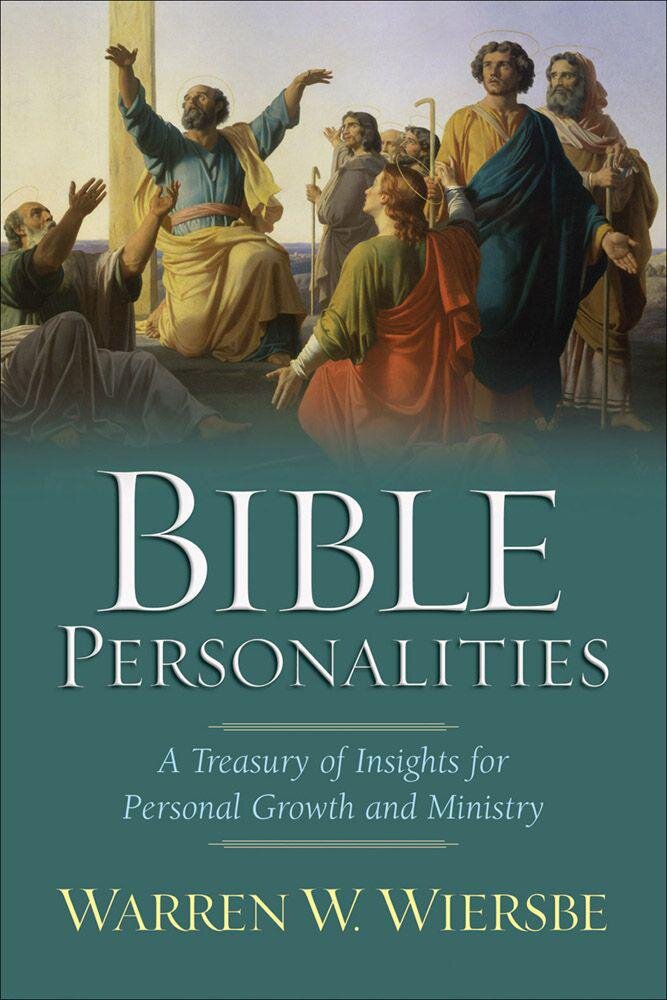 BIBLE
PERSONALITIES
A Treasury of Insights for
Personal Growth and Ministry
WARREN W. WIERSBE